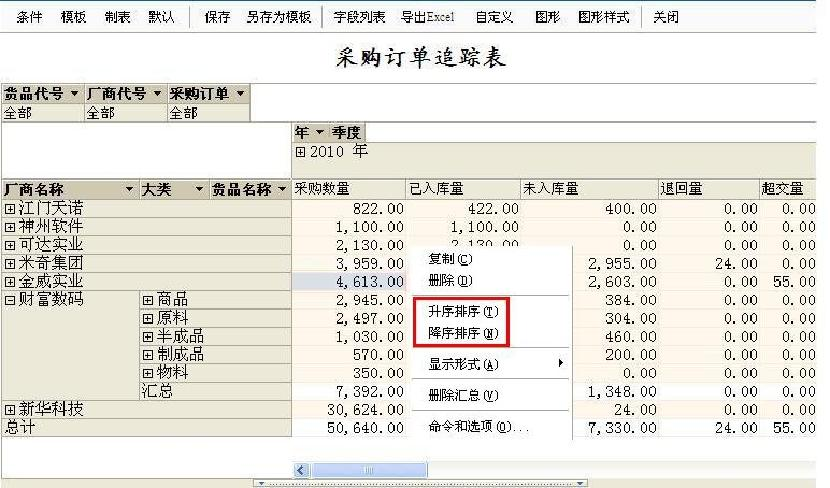 条件 模板 制表 默认 保存 另存为模板 字段列表 导出Excel 自定义 图形 图形样式 关闭
采购订单追踪表
货品代号 厂商代号 采购订单
全部 全部 全部
年 季度
2010 年
厂商名称 大类 货品名称 采购数量 已入库量 未入库量 退回量 超交量
江门天诺 822.00 422.00 400.00 0.00 0.00
神州软件 1,100.00 1,100.00 0.00 0.00 0.00
可达实业 2,130.00 2,130.00 0.00 0.00 0.00
米奇集团 3,959.00 2,955.00 24.00 0.00
金威实业 4,613.00 2,603.00 0.00 55.00
财富数码 商品 2,945.00 384.00 0.00 0.00
原料 2,497.00 304.00 0.00 0.00
半成品 1,030.00 460.00 0.00 0.00
制成品 570.00 200.00 0.00 0.00
物料 350.00 0.00 0.00 0.00
汇总 7,392.00 1,348.00 0.00 0.00
新华科技 30,624.00 24.00 0.00 0.00
总计 50,640.00 7,330.00 24.00 55.00
复制(C)
删除(D)
升序排序(T)
降序排序(N)
显示形式(A)
删除汇总(V)
命令和选项(O)...